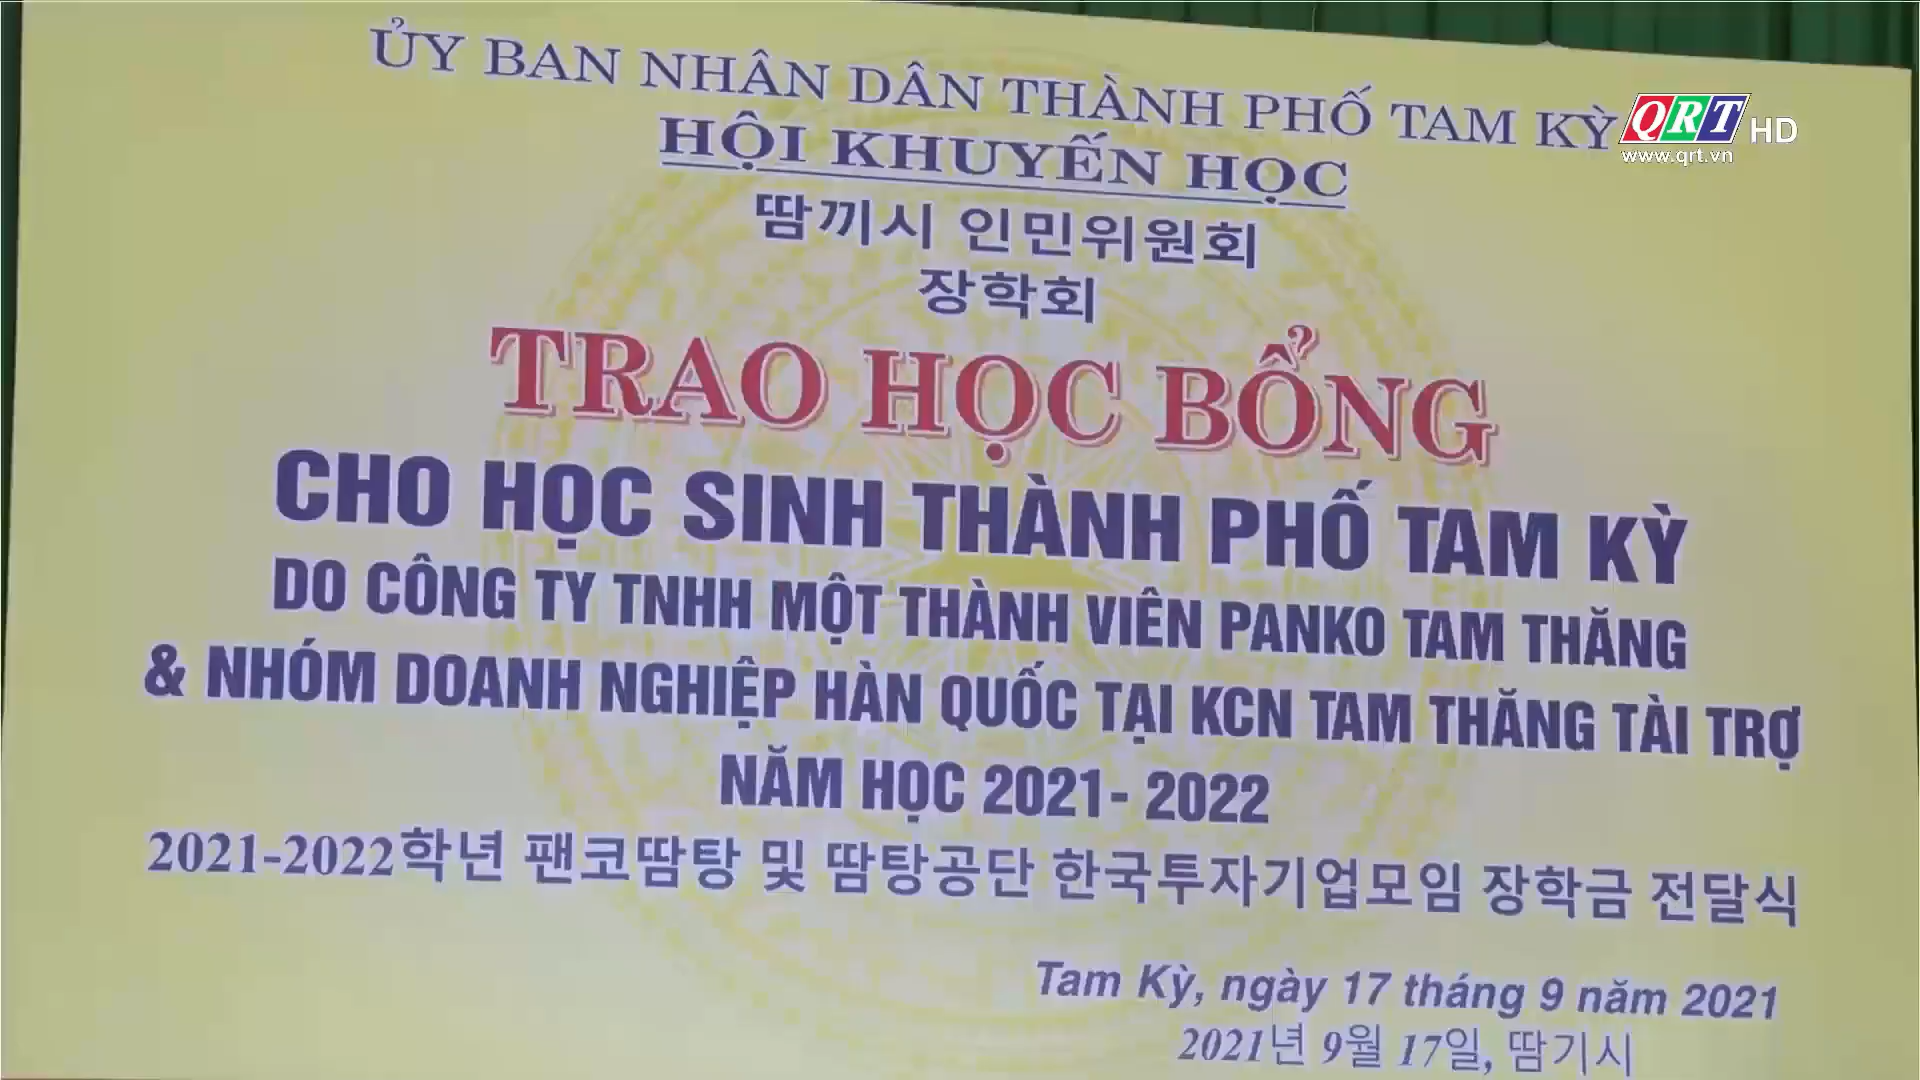 ỦY BAN NHÂN DÂN THÀNH PHỐ TAM KỲ
QRT HD
www.qrt.vn
HỘI KHUYẾN HỌC
땀끼시 인민위원회
장학회
TRAO HỌC BỔNG
CHO HỌC SINH THÀNH PHỐ TAM KỲ
DO CÔNG TY TNHH MỘT THÀNH VIÊN PANKO TAM THĂNG
& NHÓM DOANH NGHIỆP HÀN QUỐC TẠI KCN TAM THĂNG TÀI TRỢ
NĂM HỌC 2021- 2022
2021-2022학년 팬코땀탕 및 땀탕공단 한국투자기업모임 장학금 전달식
Tam Kỳ, ngày 17 tháng 9 năm 2021
2021년 9월 17일, 땀기시